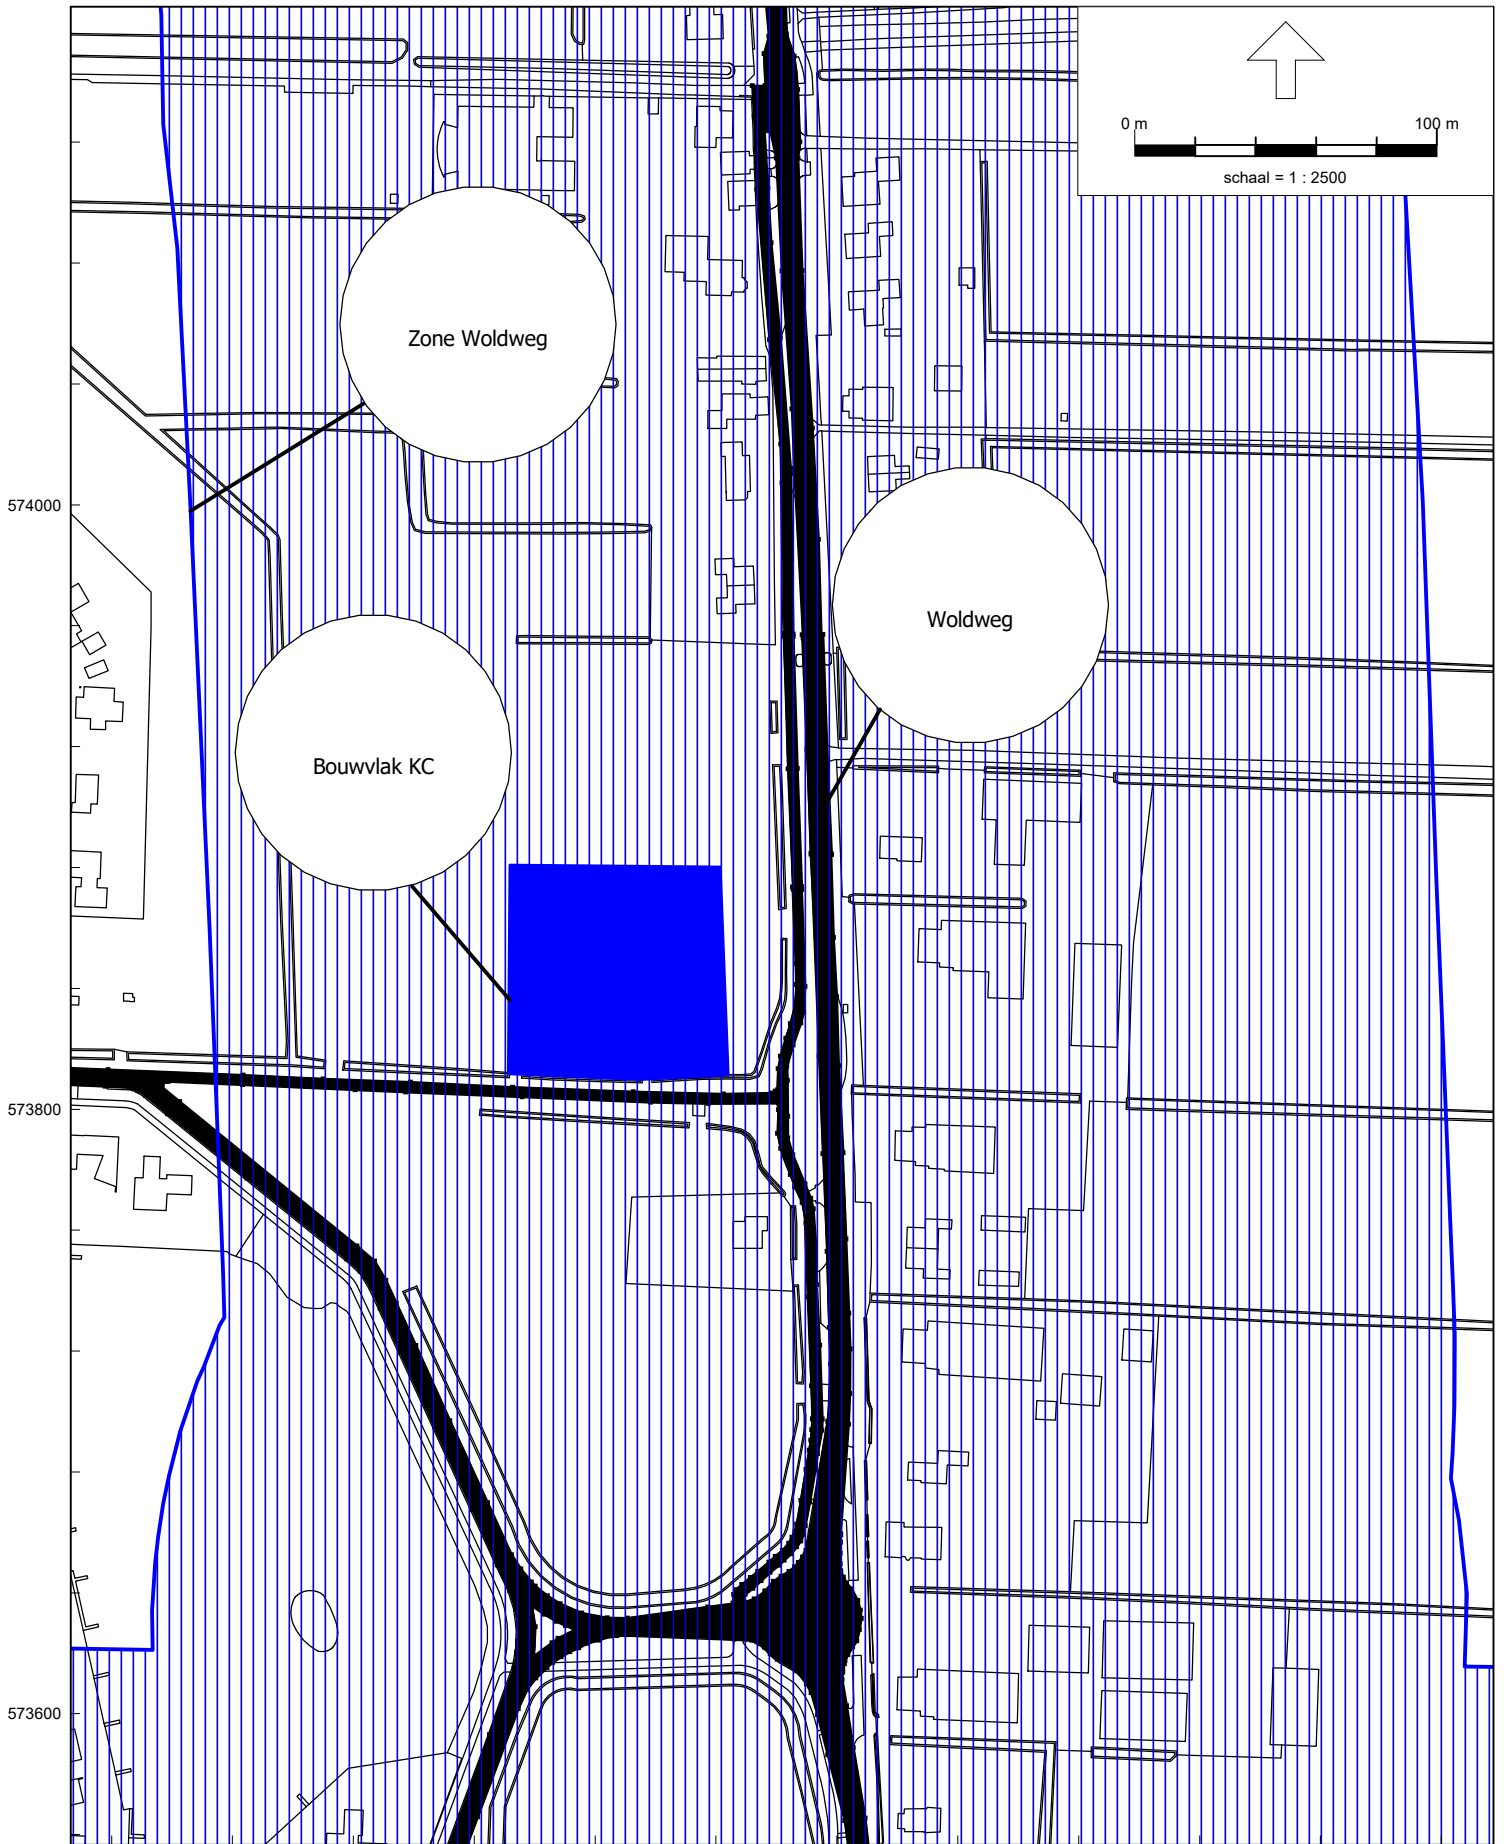 0 m 100 m
schaal = 1 : 2500
Zone Woldweg
574000
Woldweg
Bouwvlak KC
573800
573600